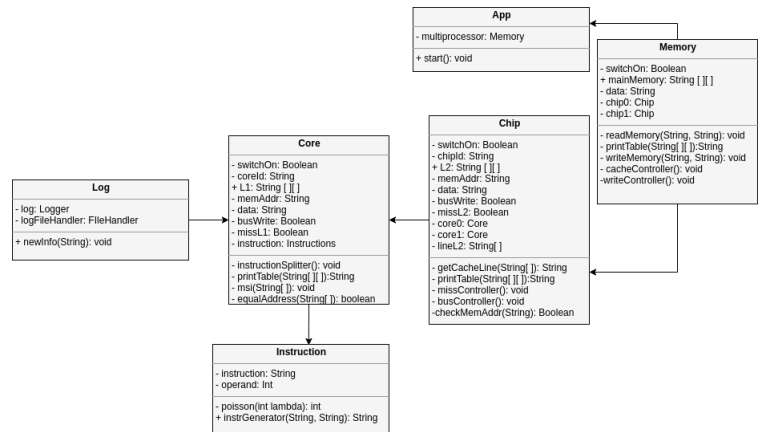 App
- multiprocessor: Memory
+ start(): void
Memory
- switchOn: Boolean
+ mainMemory: String [ ][ ]
- data: String
- chip0: Chip
- chip1: Chip
- readMemory(String, String): void
- printTable(String[ ][ ]):String
- writeMemory(String, String): void
- cacheController(): void
-writeController(): void
Chip
- switchOn: Boolean
- chipId: String
+ L2: String [ ][ ]
- memAddr: String
- data: String
- busWrite: Boolean
- missL2: Boolean
- core0: Core
- core1: Core
- lineL2: String[ ]
- getCacheLine(String[ ]): String
- printTable(String[ ][ ]):String
- missController(): void
- busController(): void
-checkMemAddr(String): Boolean
Core
- switchOn: Boolean
- coreId: String
+ L1: String [ ][ ]
- memAddr: String
- data: String
- busWrite: Boolean
- missL1: Boolean
- instruction: Instructions
- instructionSplitter(): void
- printTable(String[ ][ ]):String
- msi(String[ ]): void
- equalAddress(String[ ]): boolean
Log
- log: Logger
- logFileHandler: FIleHandler
+ newInfo(String): void
Instruction
- instruction: String
- operand: Int
- poisson(int lambda): int
+ instrGenerator(String, String): String